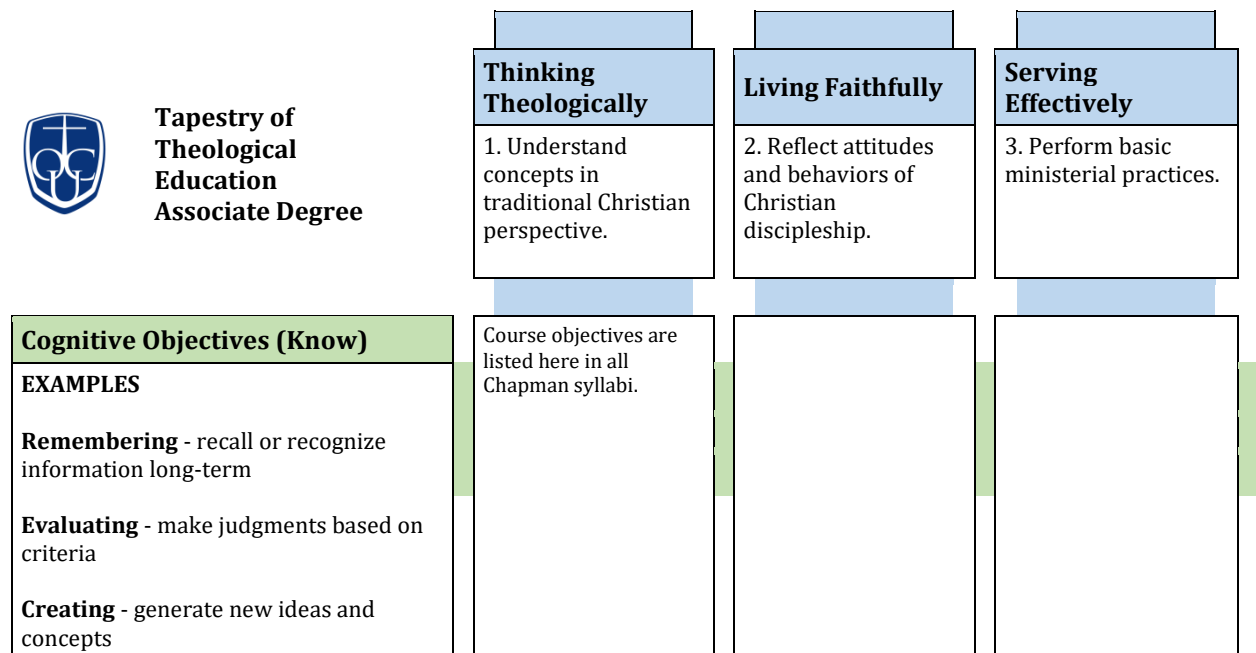 Tapestry of
Theological
Education
Associate Degree
Thinking
Theologically
1. Understand
concepts in
traditional Christian
perspective.
Living Faithfully
2. Reflect attitudes
and behaviors of
Christian
discipleship.
Serving
Effectively
3. Perform basic
ministerial practices.
Cognitive Objectives (Know)
EXAMPLES
Remembering - recall or recognize
information long-term
Evaluating - make judgments based on
criteria
Creating - generate new ideas and
concepts
Course objectives are
listed here in all
Chapman syllabi.